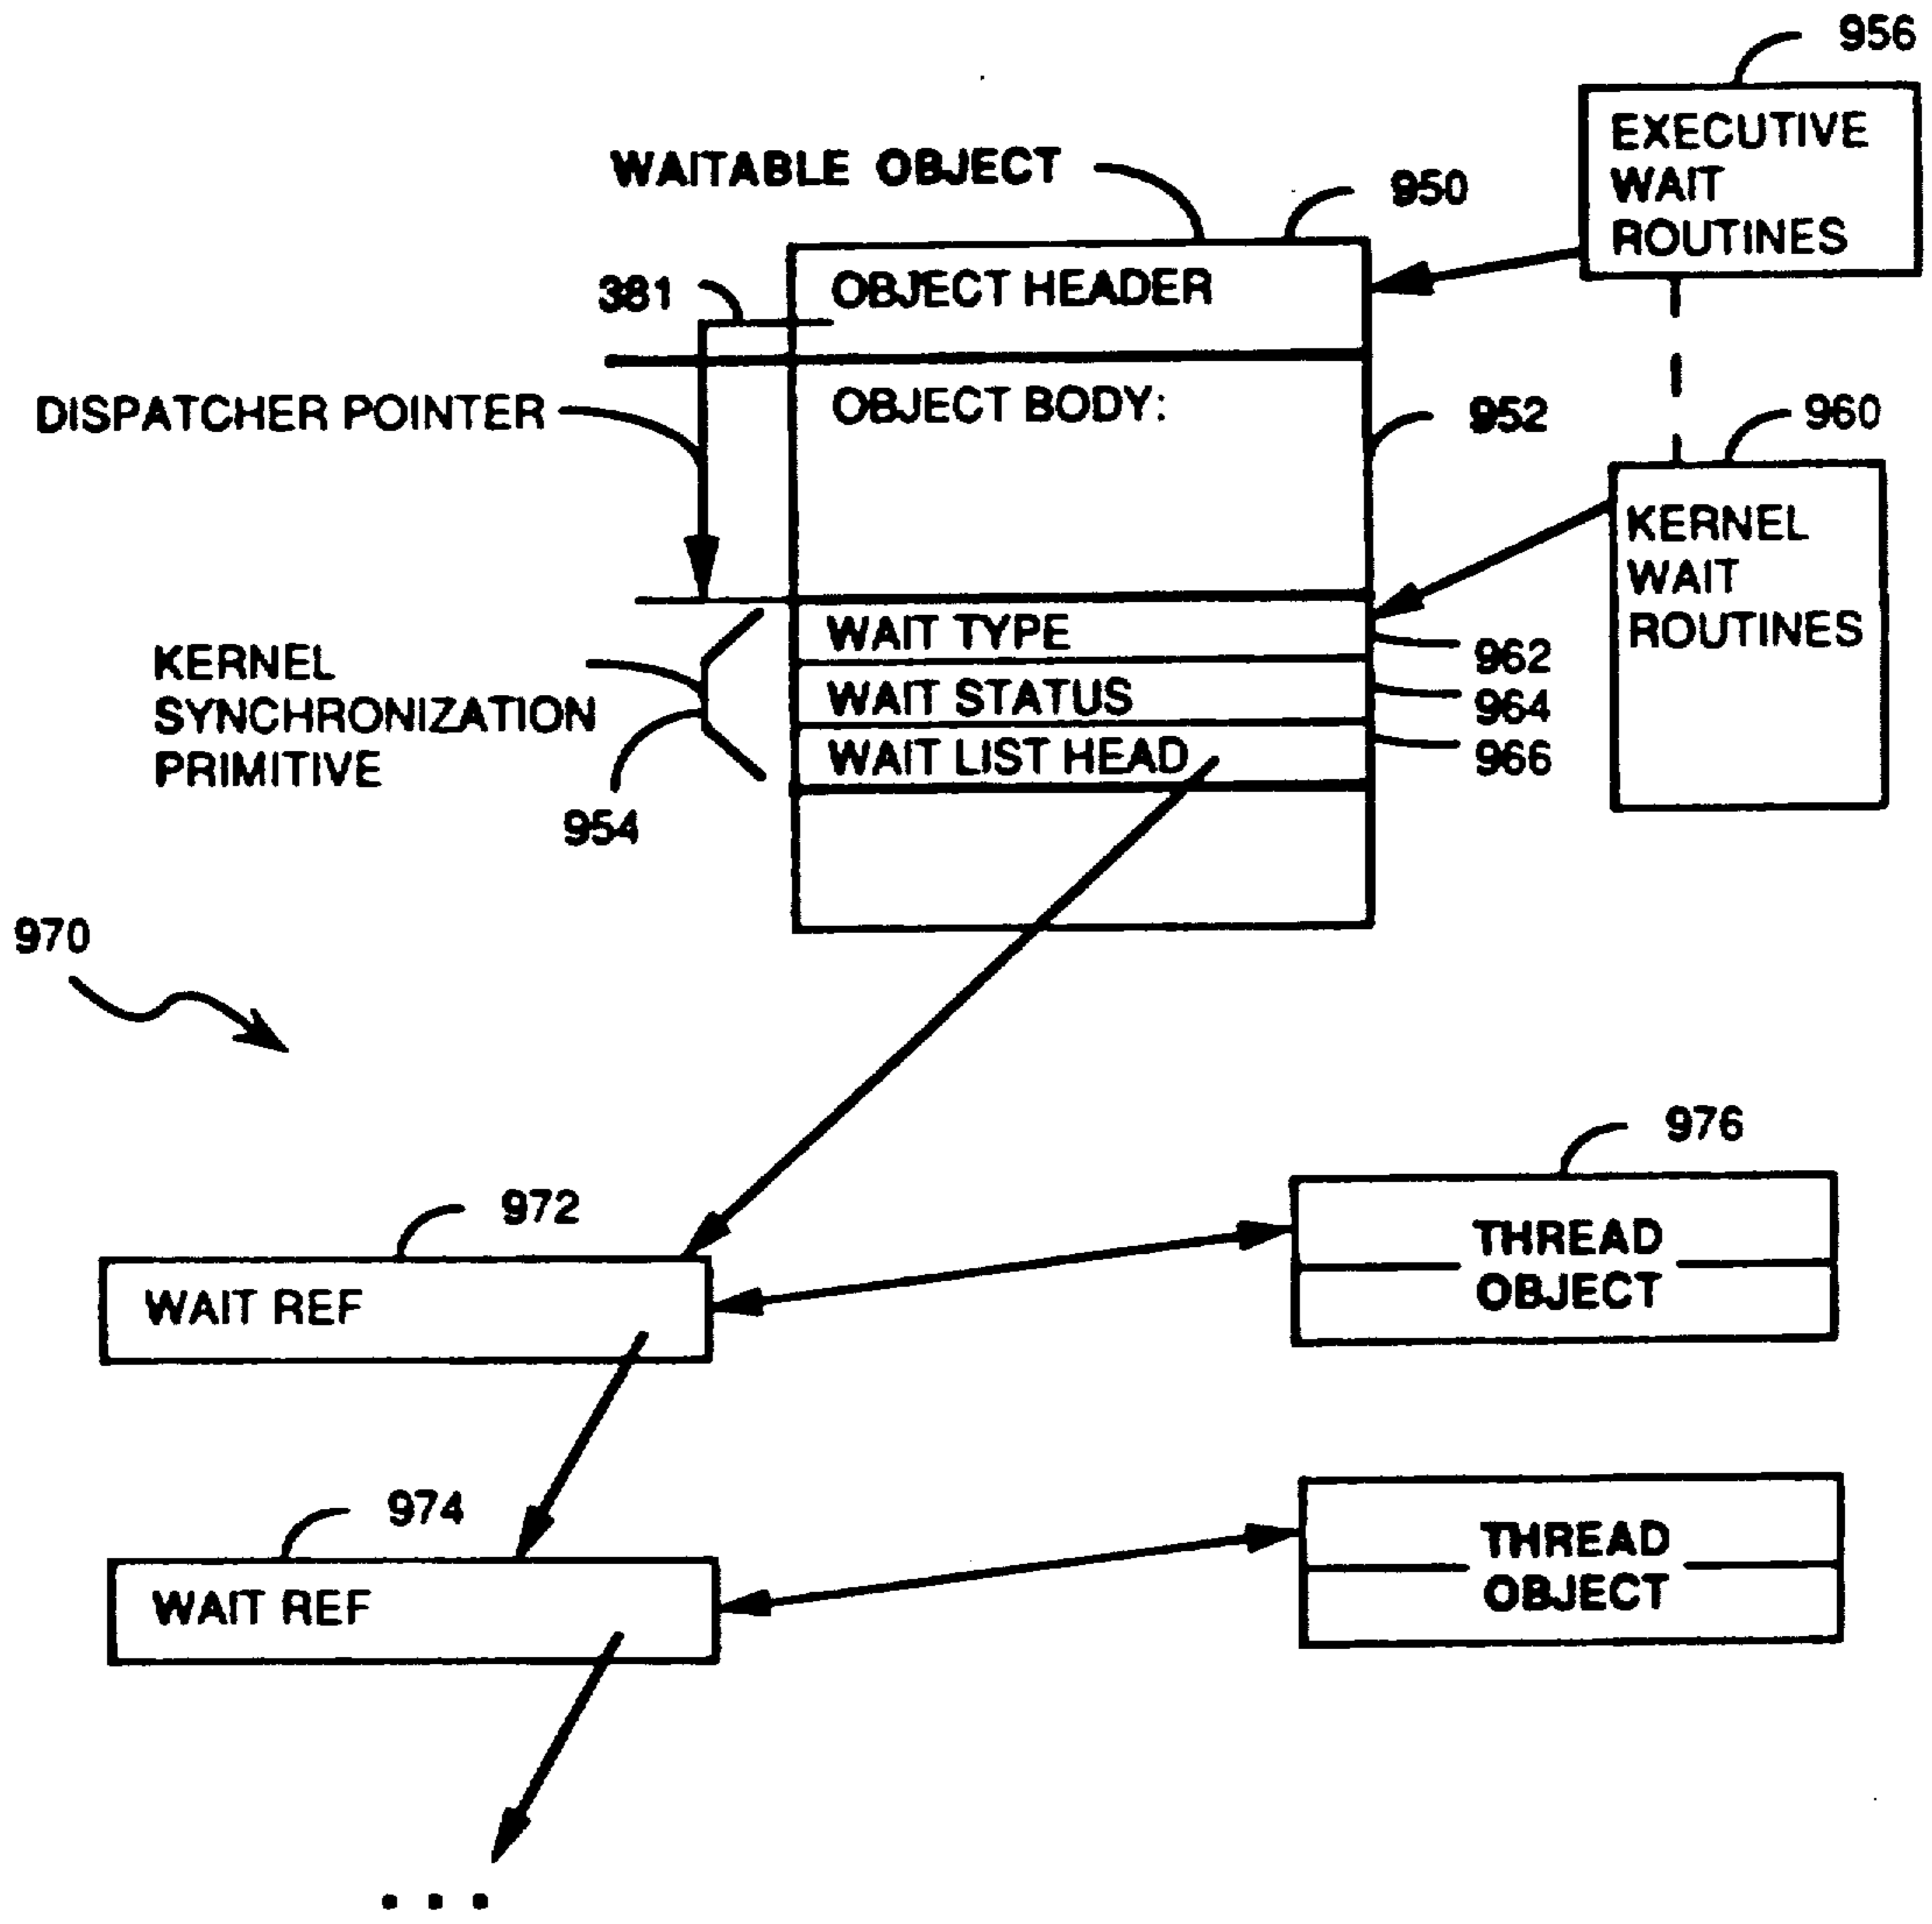 956
EXECUTIVE
WAIT
ROUTINES
WAITABLE OBJECT
950
381
OBJECT HEADER
DISPATCHER POINTER
OBJECT BODY:
952
960
KERNEL
WAIT
ROUTINES
WAIT TYPE
962
KERNEL
SYNCHRONIZATION
PRIMITIVE
WAIT STATUS
964
WAIT LIST HEAD
966
954
970
976
972
THREAD
OBJECT
WAIT REF
974
THREAD
OBJECT
WAIT REF
...